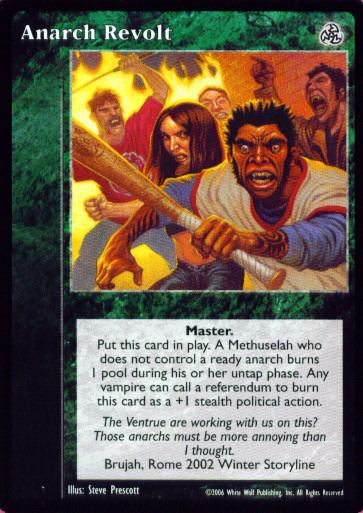 Anarch Revolt
Master.
Put this card in play. A Methuselah who
does not control a ready anarch burns
1 pool during his or her untap phase. Any
vampire can call a referendum to burn
this card as a +1 stealth political action.
The Ventrue are working with us on this?
Those anarchs must be more annoying than
I thought.
Brujah, Rome 2002 Winter Storyline
Illus: Steve Prescott
©2006 White Wolf Publishing, Inc. All Rights Reserved